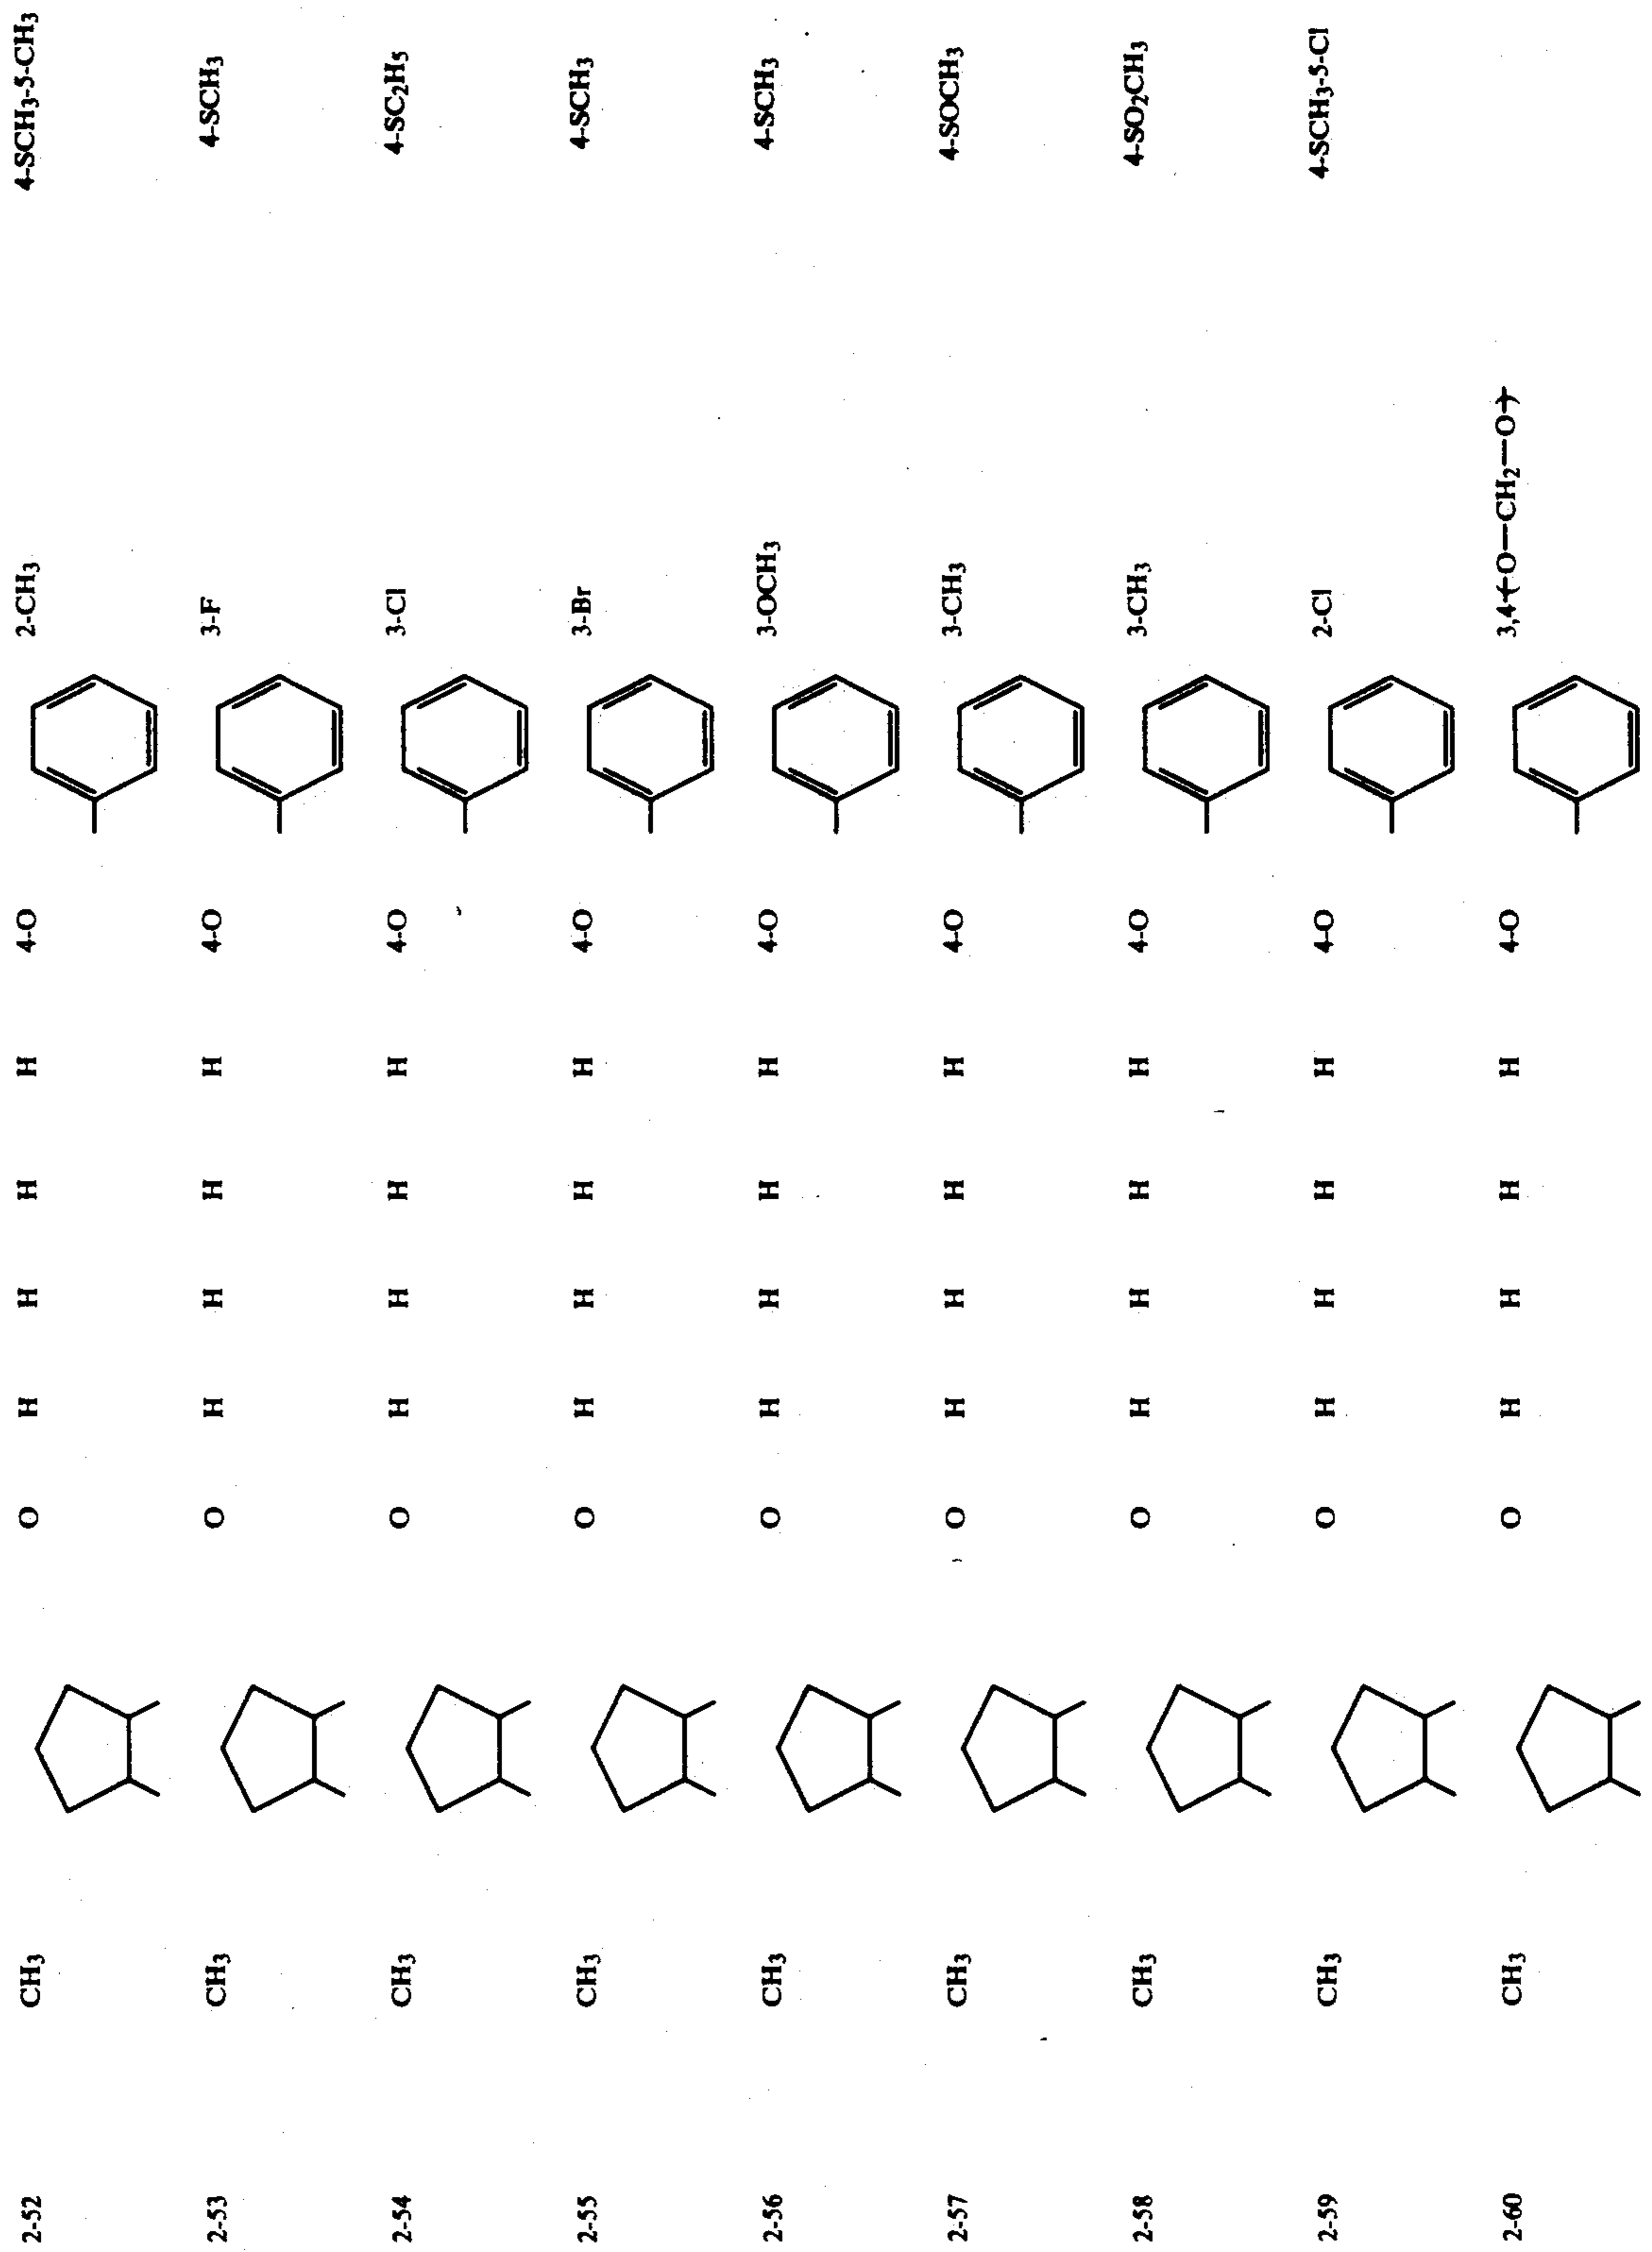 2-52 CH3 O H H H H 4-O 2-CH3 4-SCH3-5-CH3
2-53 CH3 O H H H H 4-O 3-F 4-SCH3
2-54 CH3 O H H H H 4-O 3-Cl 4-SC2H5
2-55 CH3 O H H H H 4-O 3-Br 4-SCH3
2-56 CH3 O H H H H 4-O 3-OCH3 4-SCH3
2-57 CH3 O H H H H 4-O 3-CH3 4-SOCH3
2-58 CH3 O H H H H 4-O 3-CH3 4-SO2CH3
2-59 CH3 O H H H H 4-O 2-Cl 4-SCH3-5-Cl
2-60 CH3 O H H H H 4-O 3,4-(-O-CH2-O-)